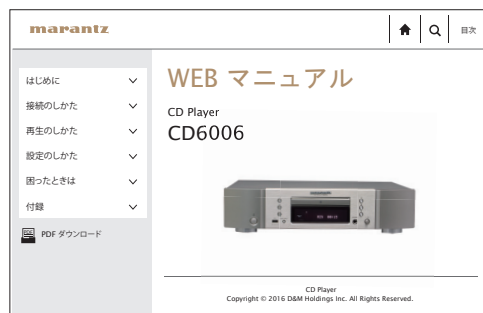 marantz
目次
はじめに
接続のしかた
再生のしかた
設定のしかた
困ったときは
付録
PDF ダウンロード
WEB マニュアル
CD Player
CD6006
CD Player
Copyright © 2016 D&M Holdings Inc. All Rights Reserved.